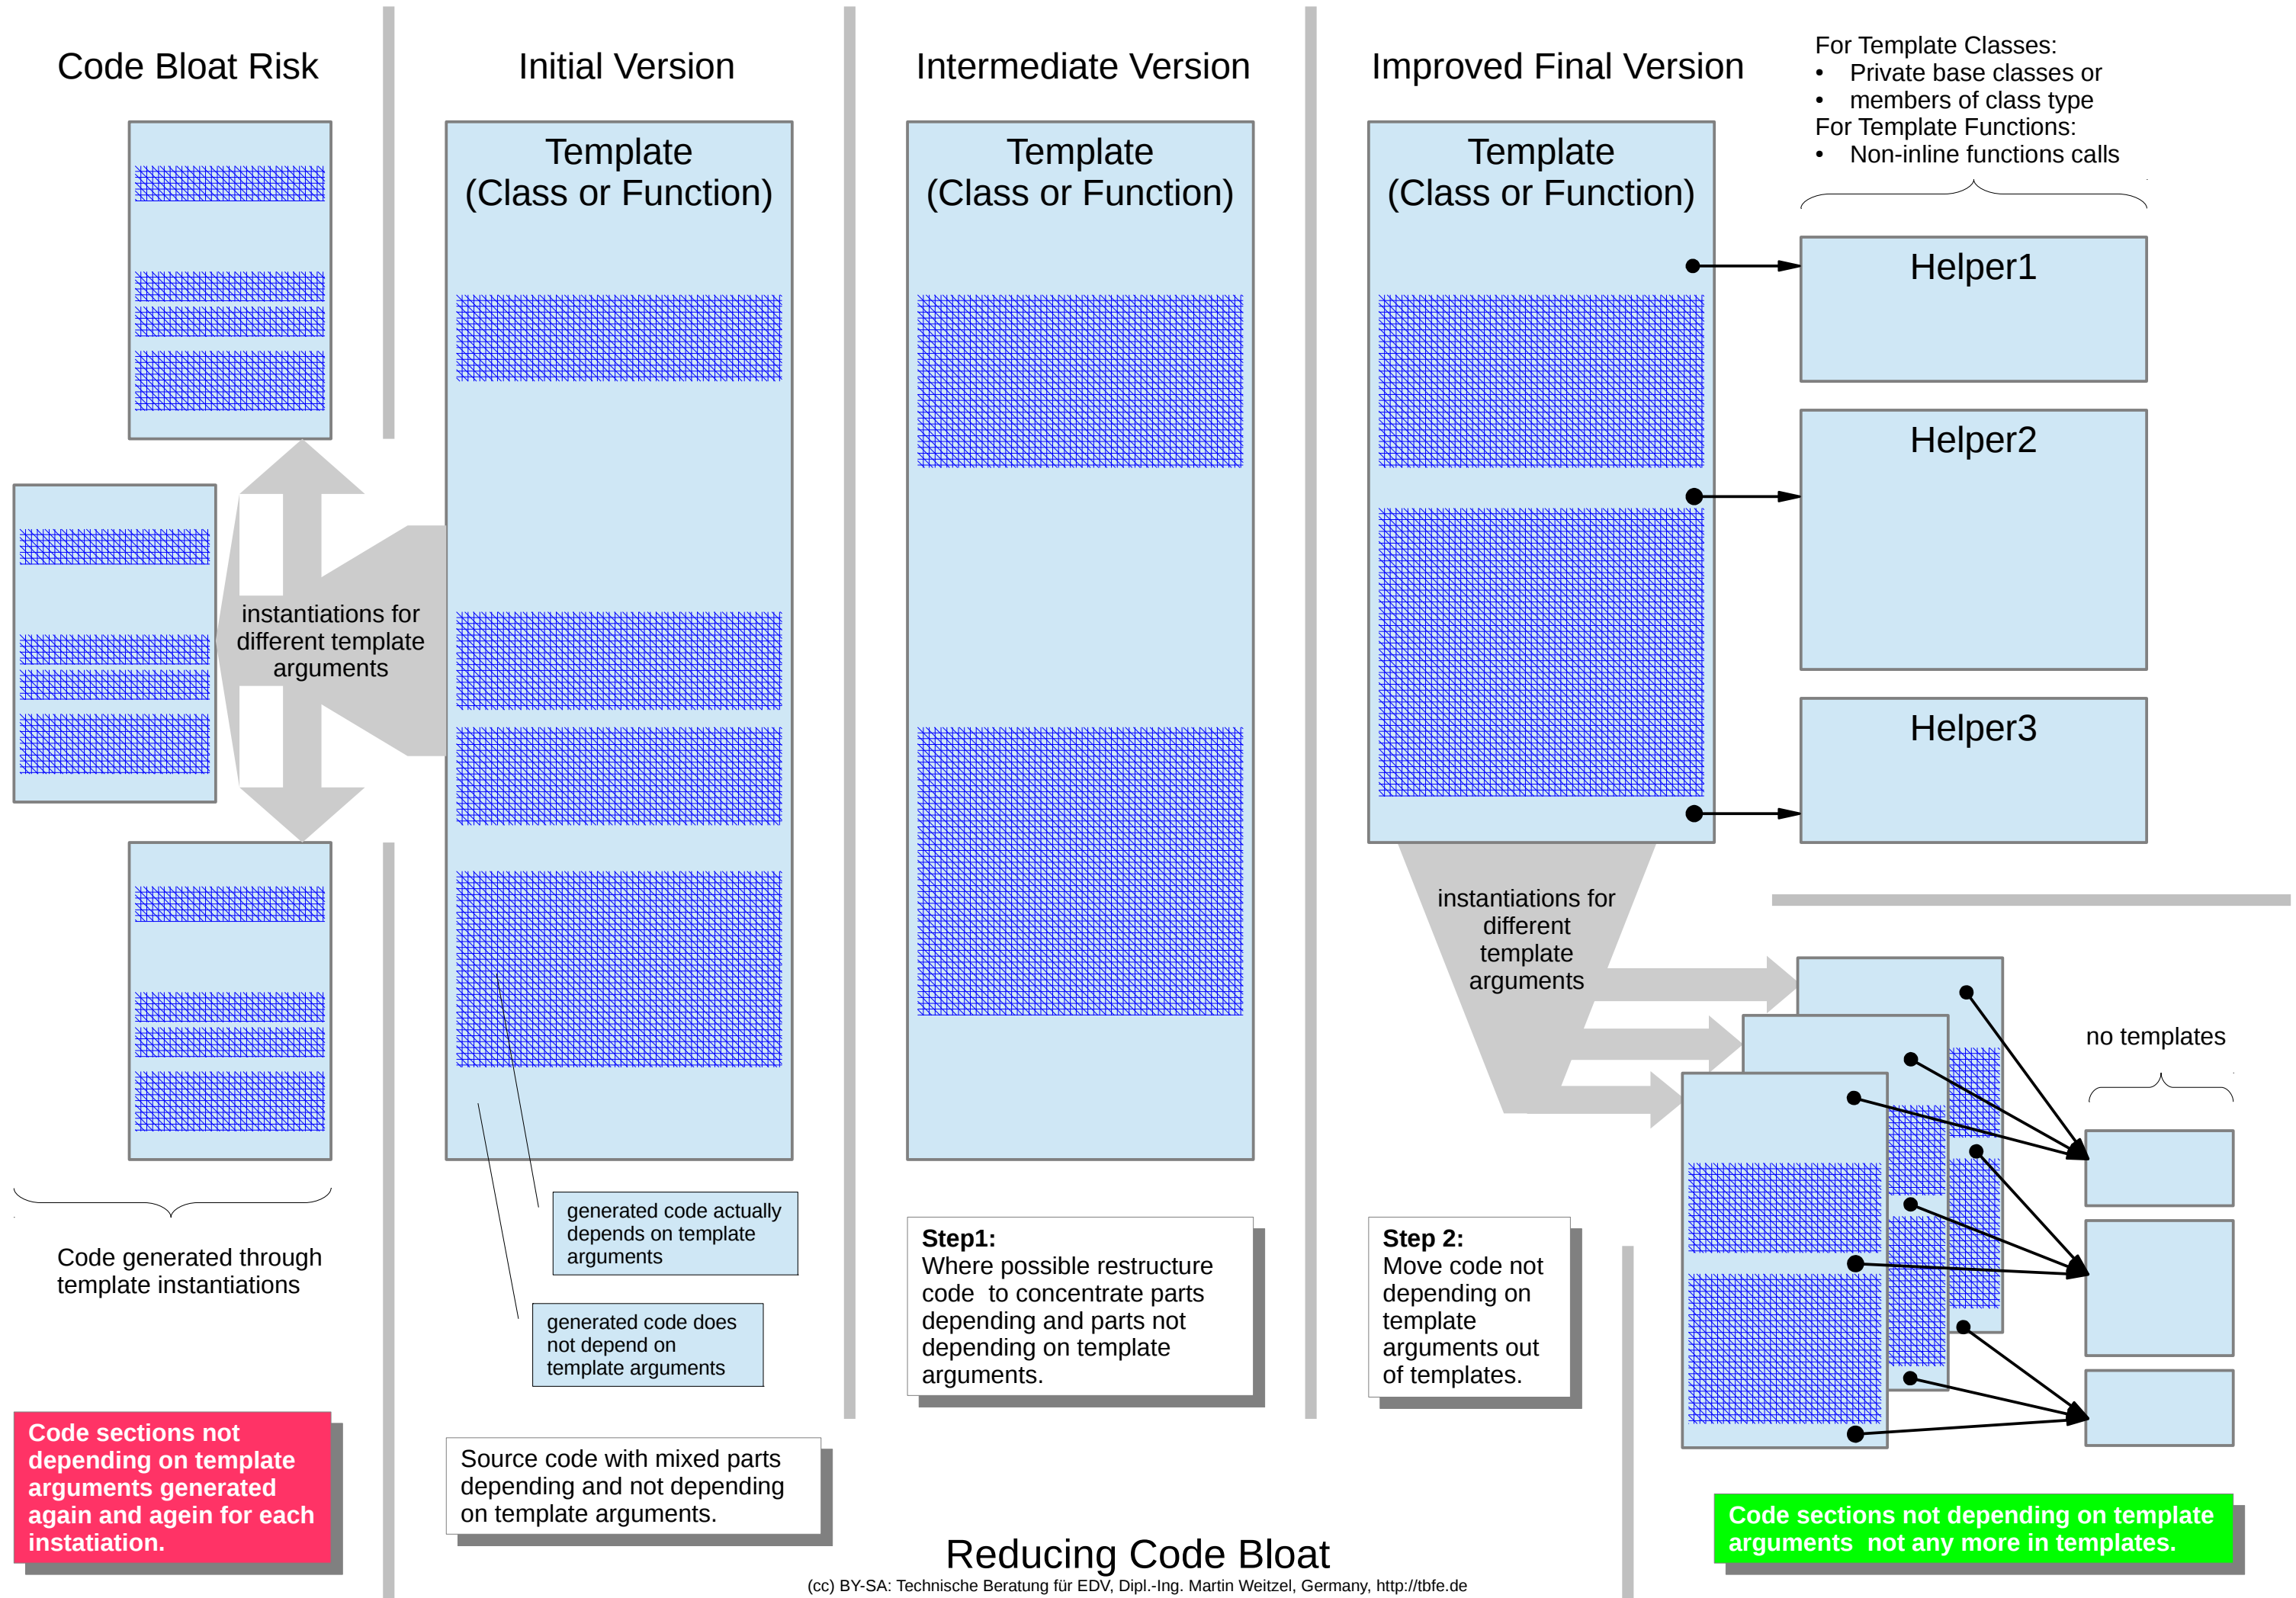 Code Bloat Risk
Initial Version
Intermediate Version
Improved Final Version
For Template Classes:
• Private base classes or
• members of class type
For Template Functions:
• Non-inline functions calls
Template
(Class or Function)
Template
(Class or Function)
Template
(Class or Function)
Helper1
Helper2
Helper3
instantiations for
different template
arguments
instantiations for
different
template
arguments
no templates
Code generated through
template instantiations
generated code actually
depends on template
arguments
generated code does
not depend on
template arguments
Step1:
Where possible restructure
code  to concentrate parts
depending and parts not
depending on template
arguments.
Step 2:
Move code not
depending on
template
arguments out
of templates.
Code sections not
depending on template
arguments generated
again and agein for each
instatiation.
Source code with mixed parts
depending and not depending
on template arguments.
Code sections not depending on template
arguments  not any more in templates.
Reducing Code Bloat
(cc) BY-SA: Technische Beratung für EDV, Dipl.-Ing. Martin Weitzel, Germany, http://tbfe.de